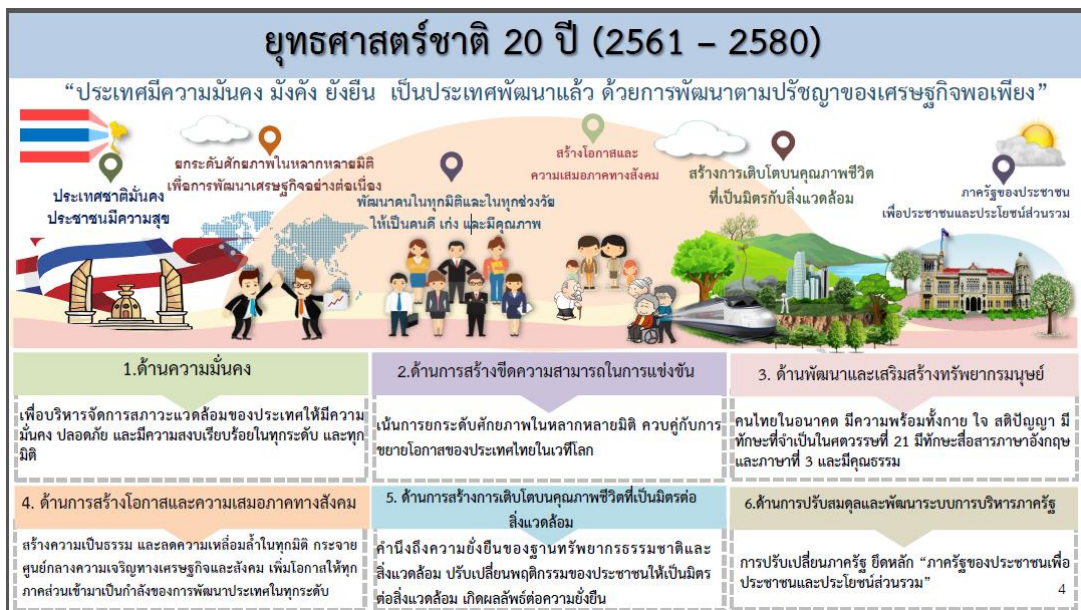 ยุทธศาสตร์ชาติ 20 ปี (2561 – 2580)
“ประเทศมีความมั่นคง มั่งคั่ง ยั่งยืน เป็นประเทศพัฒนาแล้ว ด้วยการพัฒนาตามปรัชญาของเศรษฐกิจพอเพียง”
ประเทศชาติมั่นคง
ประชาชนมีความสุข
ยกระดับศักยภาพในหลากหลายมิติ
เพื่อการพัฒนาเศรษฐกิจอย่างต่อเนื่อง
พัฒนาคนในทุกมิติและในทุกช่วงวัย
ให้เป็นคนดี เก่ง และมีคุณภาพ
สร้างโอกาสและ
ความเสมอภาคทางสังคม
สร้างการเติบโตบนคุณภาพชีวิต
ที่เป็นมิตรกับสิ่งแวดล้อม
ภาครัฐของประชาชน
เพื่อประชาชนและประโยชน์ส่วนรวม
1.ด้านความมั่นคง
เพื่อบริหารจัดการสภาวะแวดล้อมของประเทศให้มีความ
มั่นคง ปลอดภัย และมีความสงบเรียบร้อยในทุกระดับ และทุก
มิติ
2.ด้านการสร้างขีดความสามารถในการแข่งขัน
เน้นการยกระดับศักยภาพในหลากหลายมิติ ควบคู่กับการ
ขยายโอกาสของประเทศไทยในเวทีโลก
3. ด้านพัฒนาและเสริมสร้างทรัพยากรมนุษย์
คนไทยในอนาคต มีความพร้อมทั้งกาย ใจ สติปัญญา มี
ทักษะที่จำเป็นในศตวรรษที่ 21 มีทักษะสื่อสารภาษาอังกฤษ
และภาษาที่ 3 และมีคุณธรรม
4. ด้านการสร้างโอกาสและความเสมอภาคทางสังคม
สร้างความเป็นธรรม และลดความเหลื่อมล้ำในทุกมิติ กระจาย
ศูนย์กลางความเจริญทางเศรษฐกิจและสังคม เพิ่มโอกาสให้ทุก
ภาคส่วนเข้ามาเป็นกำลังของการพัฒนาประเทศในทุกระดับ
5. ด้านการสร้างการเติบโตบนคุณภาพชีวิตที่เป็นมิตรต่อ
สิ่งแวดล้อม
คำนึงถึงความยั่งยืนของฐานทรัพยากรธรรมชาติและ
สิ่งแวดล้อม ปรับเปลี่ยนพฤติกรรมของประชาชนให้เป็นมิตร
ต่อสิ่งแวดล้อม เกิดผลลัพธ์ต่อความยั่งยืน
6.ด้านการปรับสมดุลและพัฒนาระบบการบริหารภาครัฐ
การปรับเปลี่ยนภาครัฐ ยึดหลัก “ภาครัฐของประชาชนเพื่อ
ประชาชนและประโยชน์ส่วนรวม”
4